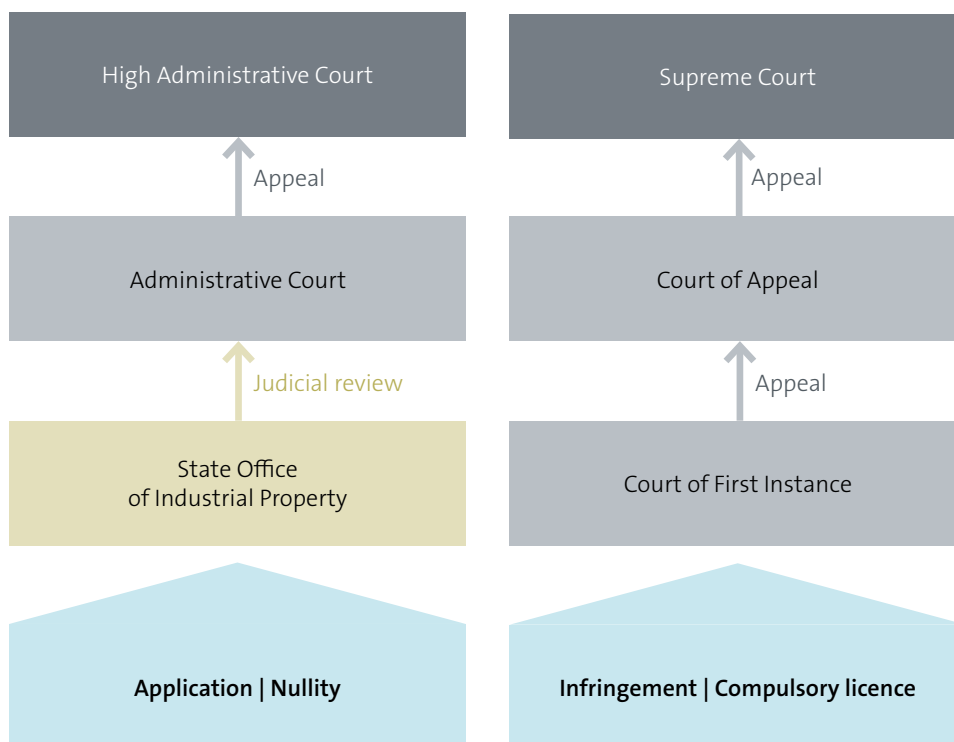 High Administrative Court
Supreme Court
Appeal
Appeal
Administrative Court
Court of Appeal
Judicial review
Appeal
State Office
of Industrial Property
Court of First Instance
Application | Nullity
Infringement | Compulsory licence